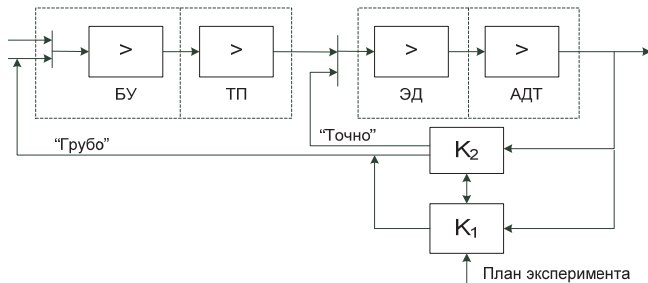 > > > >
БУ ТП ЭД АДТ
“Точно”
“Грубо”
K2
K1
План эксперимента